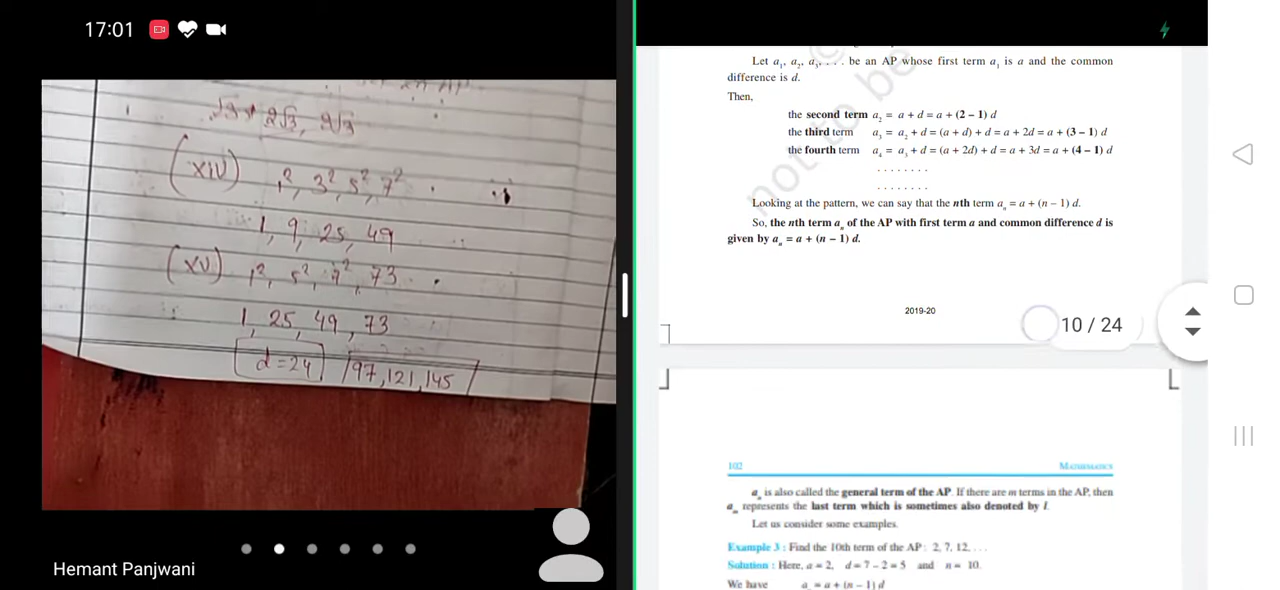 17:01
√3, 2√3, 2√3
(xiv) 1², 3², 5², 7²
1, 9, 25, 49
(xv) 1², 5², 7², 73
1, 25, 49, 73
d=24 97, 121, 145
Hemant Panjwani
not to be
Let a₁, a₂, a₃, . . . be an AP whose first term a₁ is a and the common
difference is d.
Then,
the second term a₂ = a + d = a + (2 – 1) d
the third term a₃ = a₂ + d = (a + d) + d = a + 2d = a + (3 – 1) d
the fourth term a₄ = a₃ + d = (a + 2d) + d = a + 3d = a + (4 – 1) d
. . . . . . . .
. . . . . . . .
Looking at the pattern, we can say that the nth term aₙ = a + (n – 1) d.
So, the nth term aₙ of the AP with first term a and common difference d is
given by aₙ = a + (n – 1) d.
2019-20
10 / 24
102 MATHEMATICS
aₙ is also called the general term of the AP. If there are m terms in the AP, then
aₘ represents the last term which is sometimes also denoted by l.
Let us consider some examples.
Example 3 : Find the 10th term of the AP : 2, 7, 12, . . .
Solution : Here, a = 2, d = 7 – 2 = 5 and n = 10.
We have aₙ = a + (n – 1) d